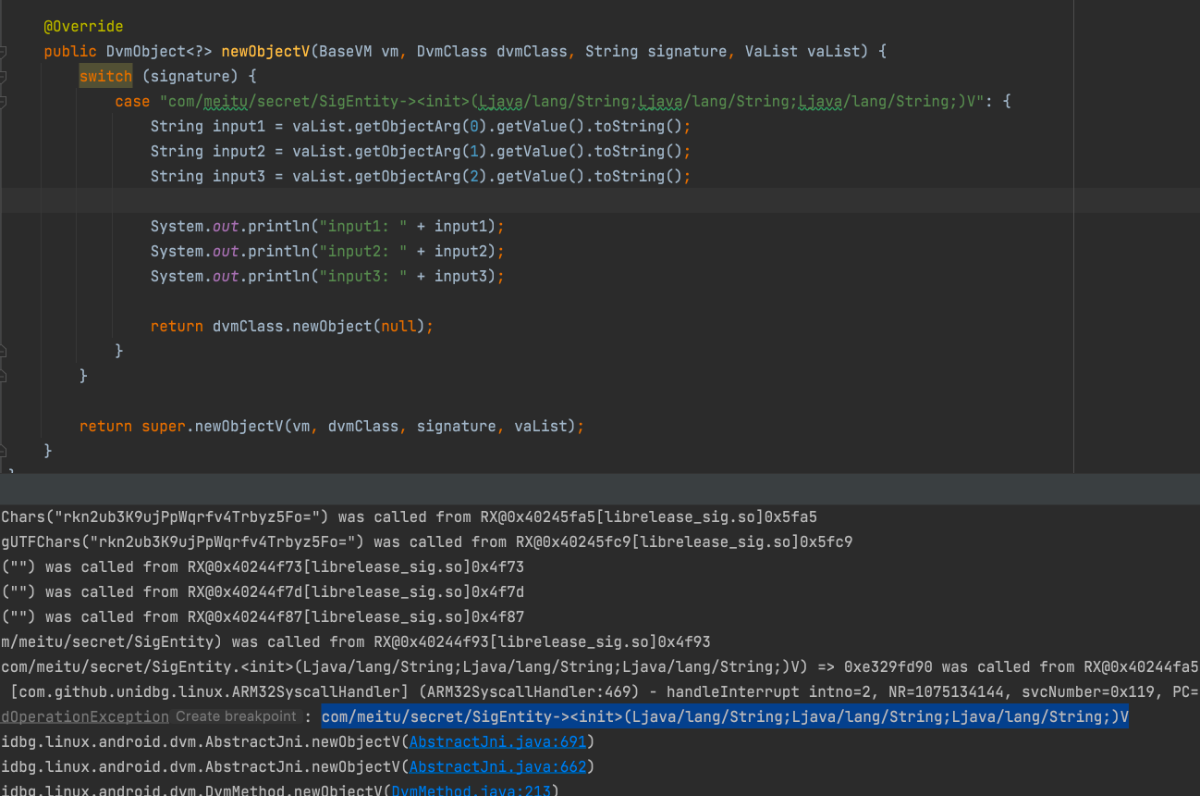 @Override
public DvmObject<?> newObjectV(BaseVM vm, DvmClass dvmClass, String signature, VaList vaList) {
switch (signature) {
case "com/meitu/secret/SigEntity-><init>(Ljava/lang/String;Ljava/lang/String;Ljava/lang/String;)V": {
String input1 = vaList.getObjectArg(0).getValue().toString();
String input2 = vaList.getObjectArg(1).getValue().toString();
String input3 = vaList.getObjectArg(2).getValue().toString();
System.out.println("input1: " + input1);
System.out.println("input2: " + input2);
System.out.println("input3: " + input3);
return dvmClass.newObject(null);
}
}
return super.newObjectV(vm, dvmClass, signature, vaList);
}
Chars("rkn2ub3K9ujPpWqrfv4Trbyz5Fo=") was called from RX@0x40245fa5[librelease_sig.so]0x5fa5
gUTFChars("rkn2ub3K9ujPpWqrfv4Trbyz5Fo=") was called from RX@0x40245fc9[librelease_sig.so]0x5fc9
("") was called from RX@0x40244f73[librelease_sig.so]0x4f73
("") was called from RX@0x40244f7d[librelease_sig.so]0x4f7d
("") was called from RX@0x40244f87[librelease_sig.so]0x4f87
m/meitu/secret/SigEntity) was called from RX@0x40244f93[librelease_sig.so]0x4f93
com/meitu/secret/SigEntity.<init>(Ljava/lang/String;Ljava/lang/String;Ljava/lang/String;)V) => 0xe329fd90 was called from RX@0x40244fa5
[com.github.unidbg.linux.ARM32SyscallHandler] (ARM32SyscallHandler:469) - handleInterrupt intno=2, NR=1075134144, svcNumber=0x119, PC=
dOperationException Create breakpoint : com/meitu/secret/SigEntity-><init>(Ljava/lang/String;Ljava/lang/String;Ljava/lang/String;)V
idbg.linux.android.dvm.AbstractJni.newObjectV(AbstractJni.java:691)
idbg.linux.android.dvm.AbstractJni.newObjectV(AbstractJni.java:662)
idbg.linux.android.dvm.DvmMethod.newObjectV(DvmMethod.java:213)